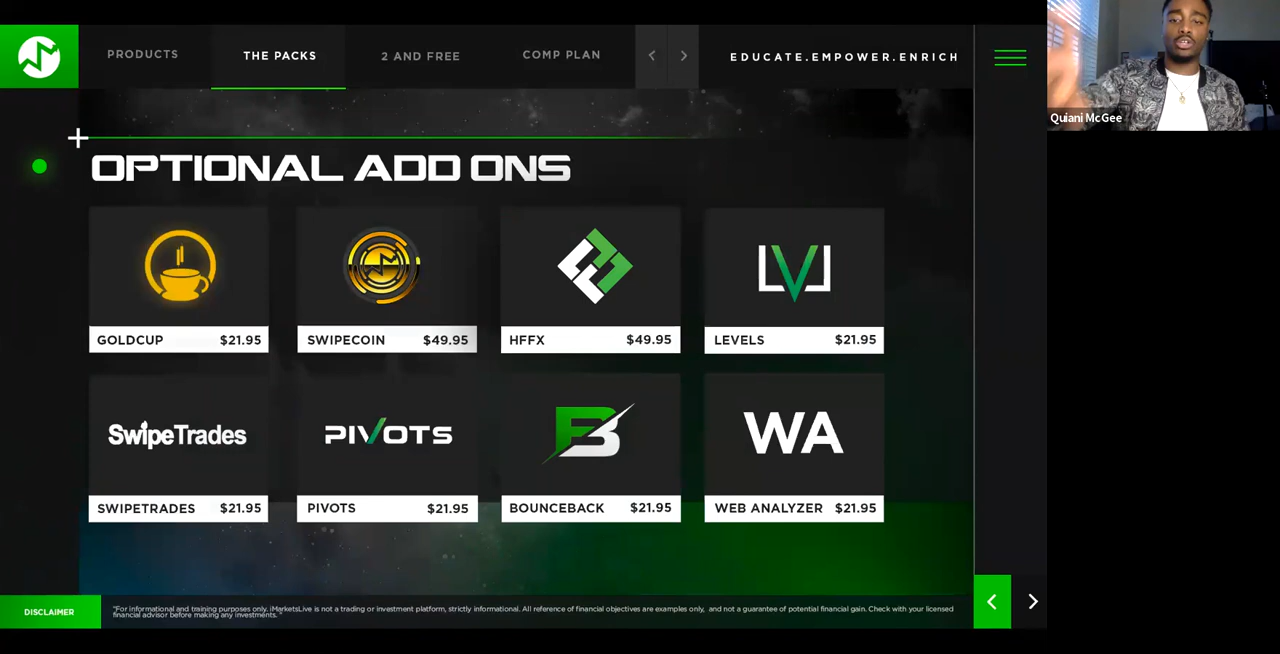 PRODUCTS THE PACKS 2 AND FREE COMP PLAN EDUCATE.EMPOWER.ENRICH
Quiani McGee
OPTIONAL ADD ONS
LVL
GOLDCUP $21.95 SWIPECOIN $49.95 HFFX $49.95 LEVELS $21.95
SwipeTrades PIVOTS B WA
SWIPETRADES $21.95 PIVOTS $21.95 BOUNCEBACK $21.95 WEB ANALYZER $21.95
DISCLAIMER
"For informational and training purposes only. iMarketsLive is not a trading or investment platform, strictly informational. All reference of financial objectives are examples only, and not a guarantee of potential financial gain. Check with your licensed
financial advisor before making any investments. "